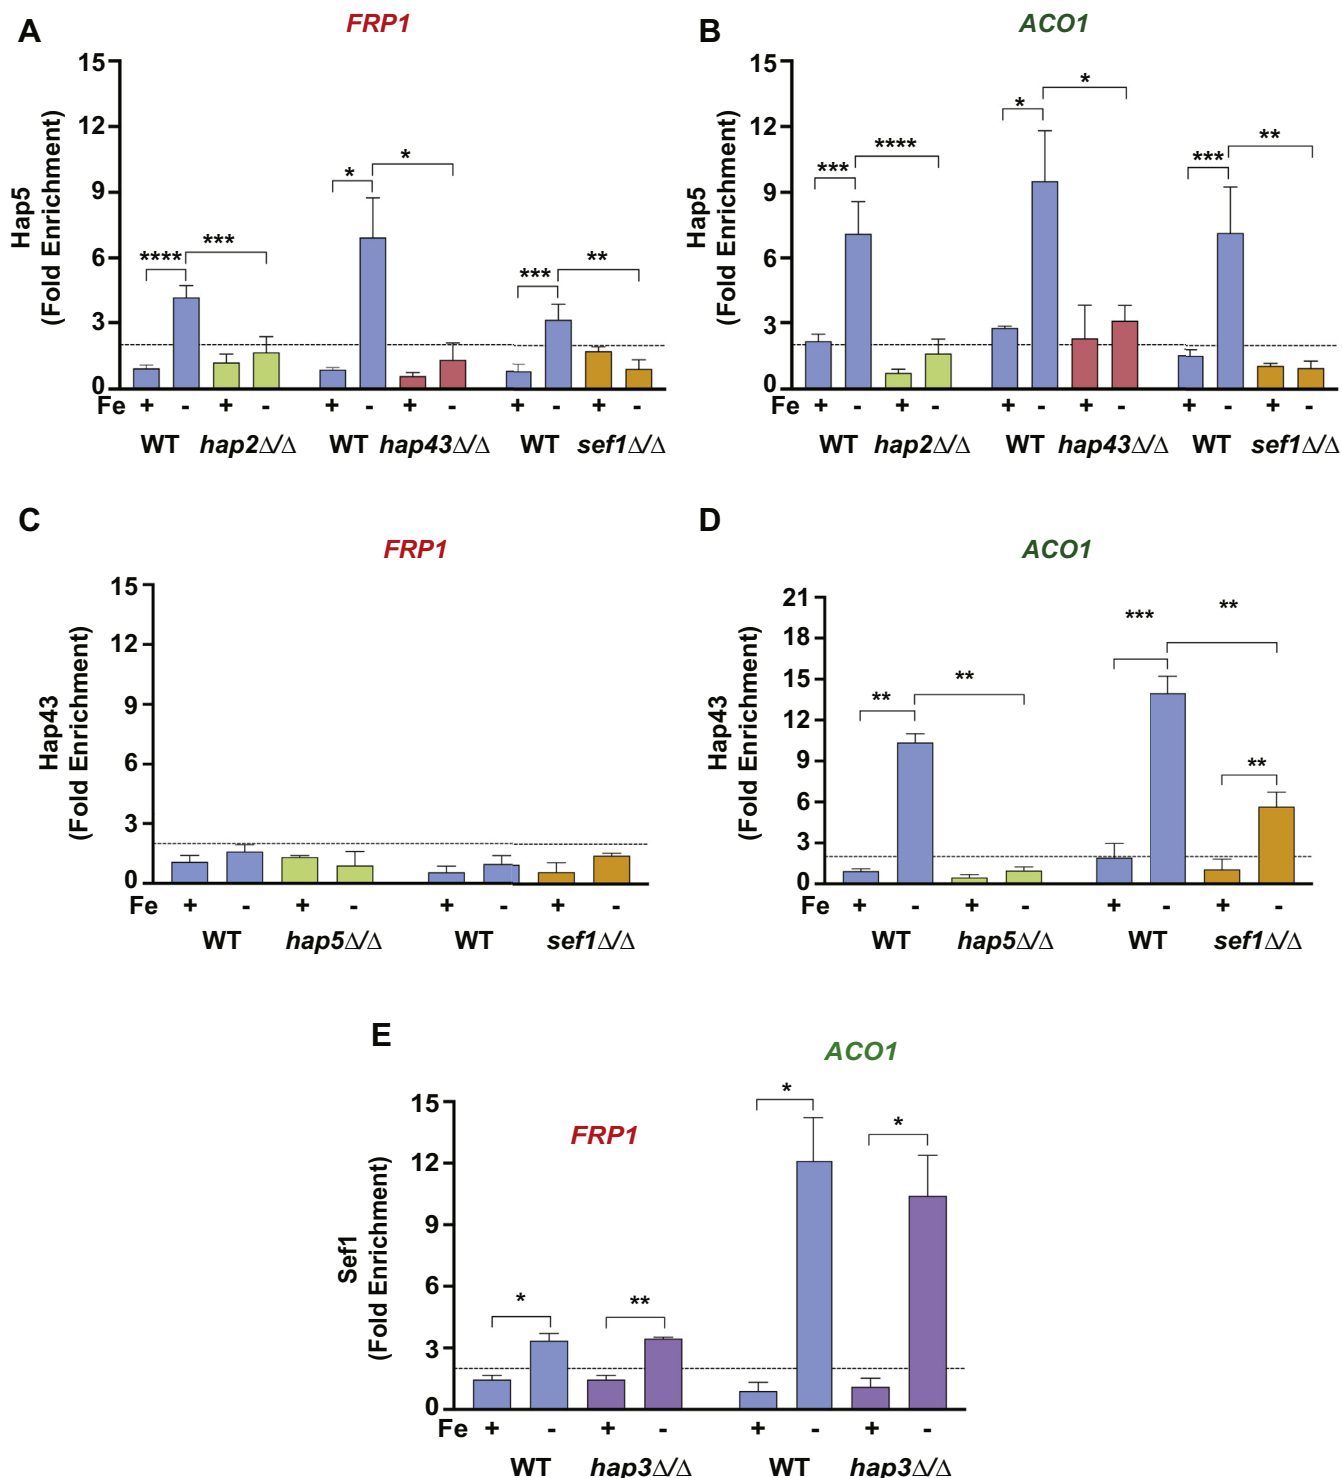 A
FRP1
Hap5
(Fold Enrichment)
15
12
9
6
3
0
**** *** * * *** **
Fe + - + - + - + - + - + -
WT hap2Δ/Δ WT hap43Δ/Δ WT sef1Δ/Δ
B
ACO1
Hap5
(Fold Enrichment)
15
12
9
6
3
0
*** **** * * *** **
+ - + - + - + - + - + -
WT hap2Δ/Δ WT hap43Δ/Δ WT sef1Δ/Δ
C
FRP1
Hap43
(Fold Enrichment)
15
12
9
6
3
0
Fe + - + - + - + -
WT hap5Δ/Δ WT sef1Δ/Δ
D
ACO1
Hap43
(Fold Enrichment)
21
18
15
12
9
6
3
0
** ** *** ** **
Fe + - + - + - + -
WT hap5Δ/Δ WT sef1Δ/Δ
E
FRP1
ACO1
Sef1
(Fold Enrichment)
15
12
9
6
3
0
* ** * *
Fe + - + - + - + -
WT hap3Δ/Δ WT hap3Δ/Δ